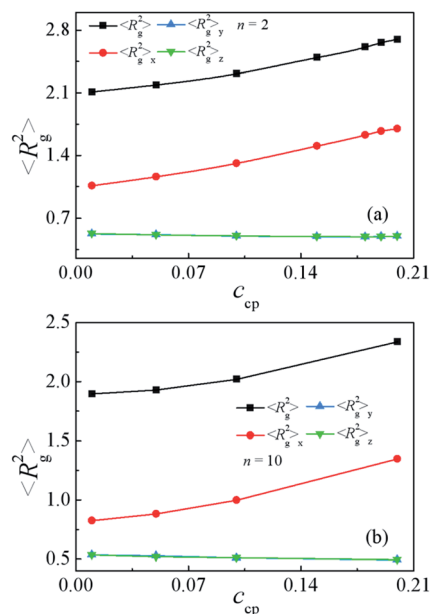 2.8
<R²g> <R²g>y n = 2
<R²g>x <R²g>z
2.1
<R²g>
1.4
0.7
(a)
0.00 0.07 0.14 0.21
ccp
2.5
2.0
<R²g> <R²g>y
<R²g>
1.5
<R²g>x <R²g>z
n = 10
1.0
0.5
(b)
0.00 0.07 0.14 0.21
ccp